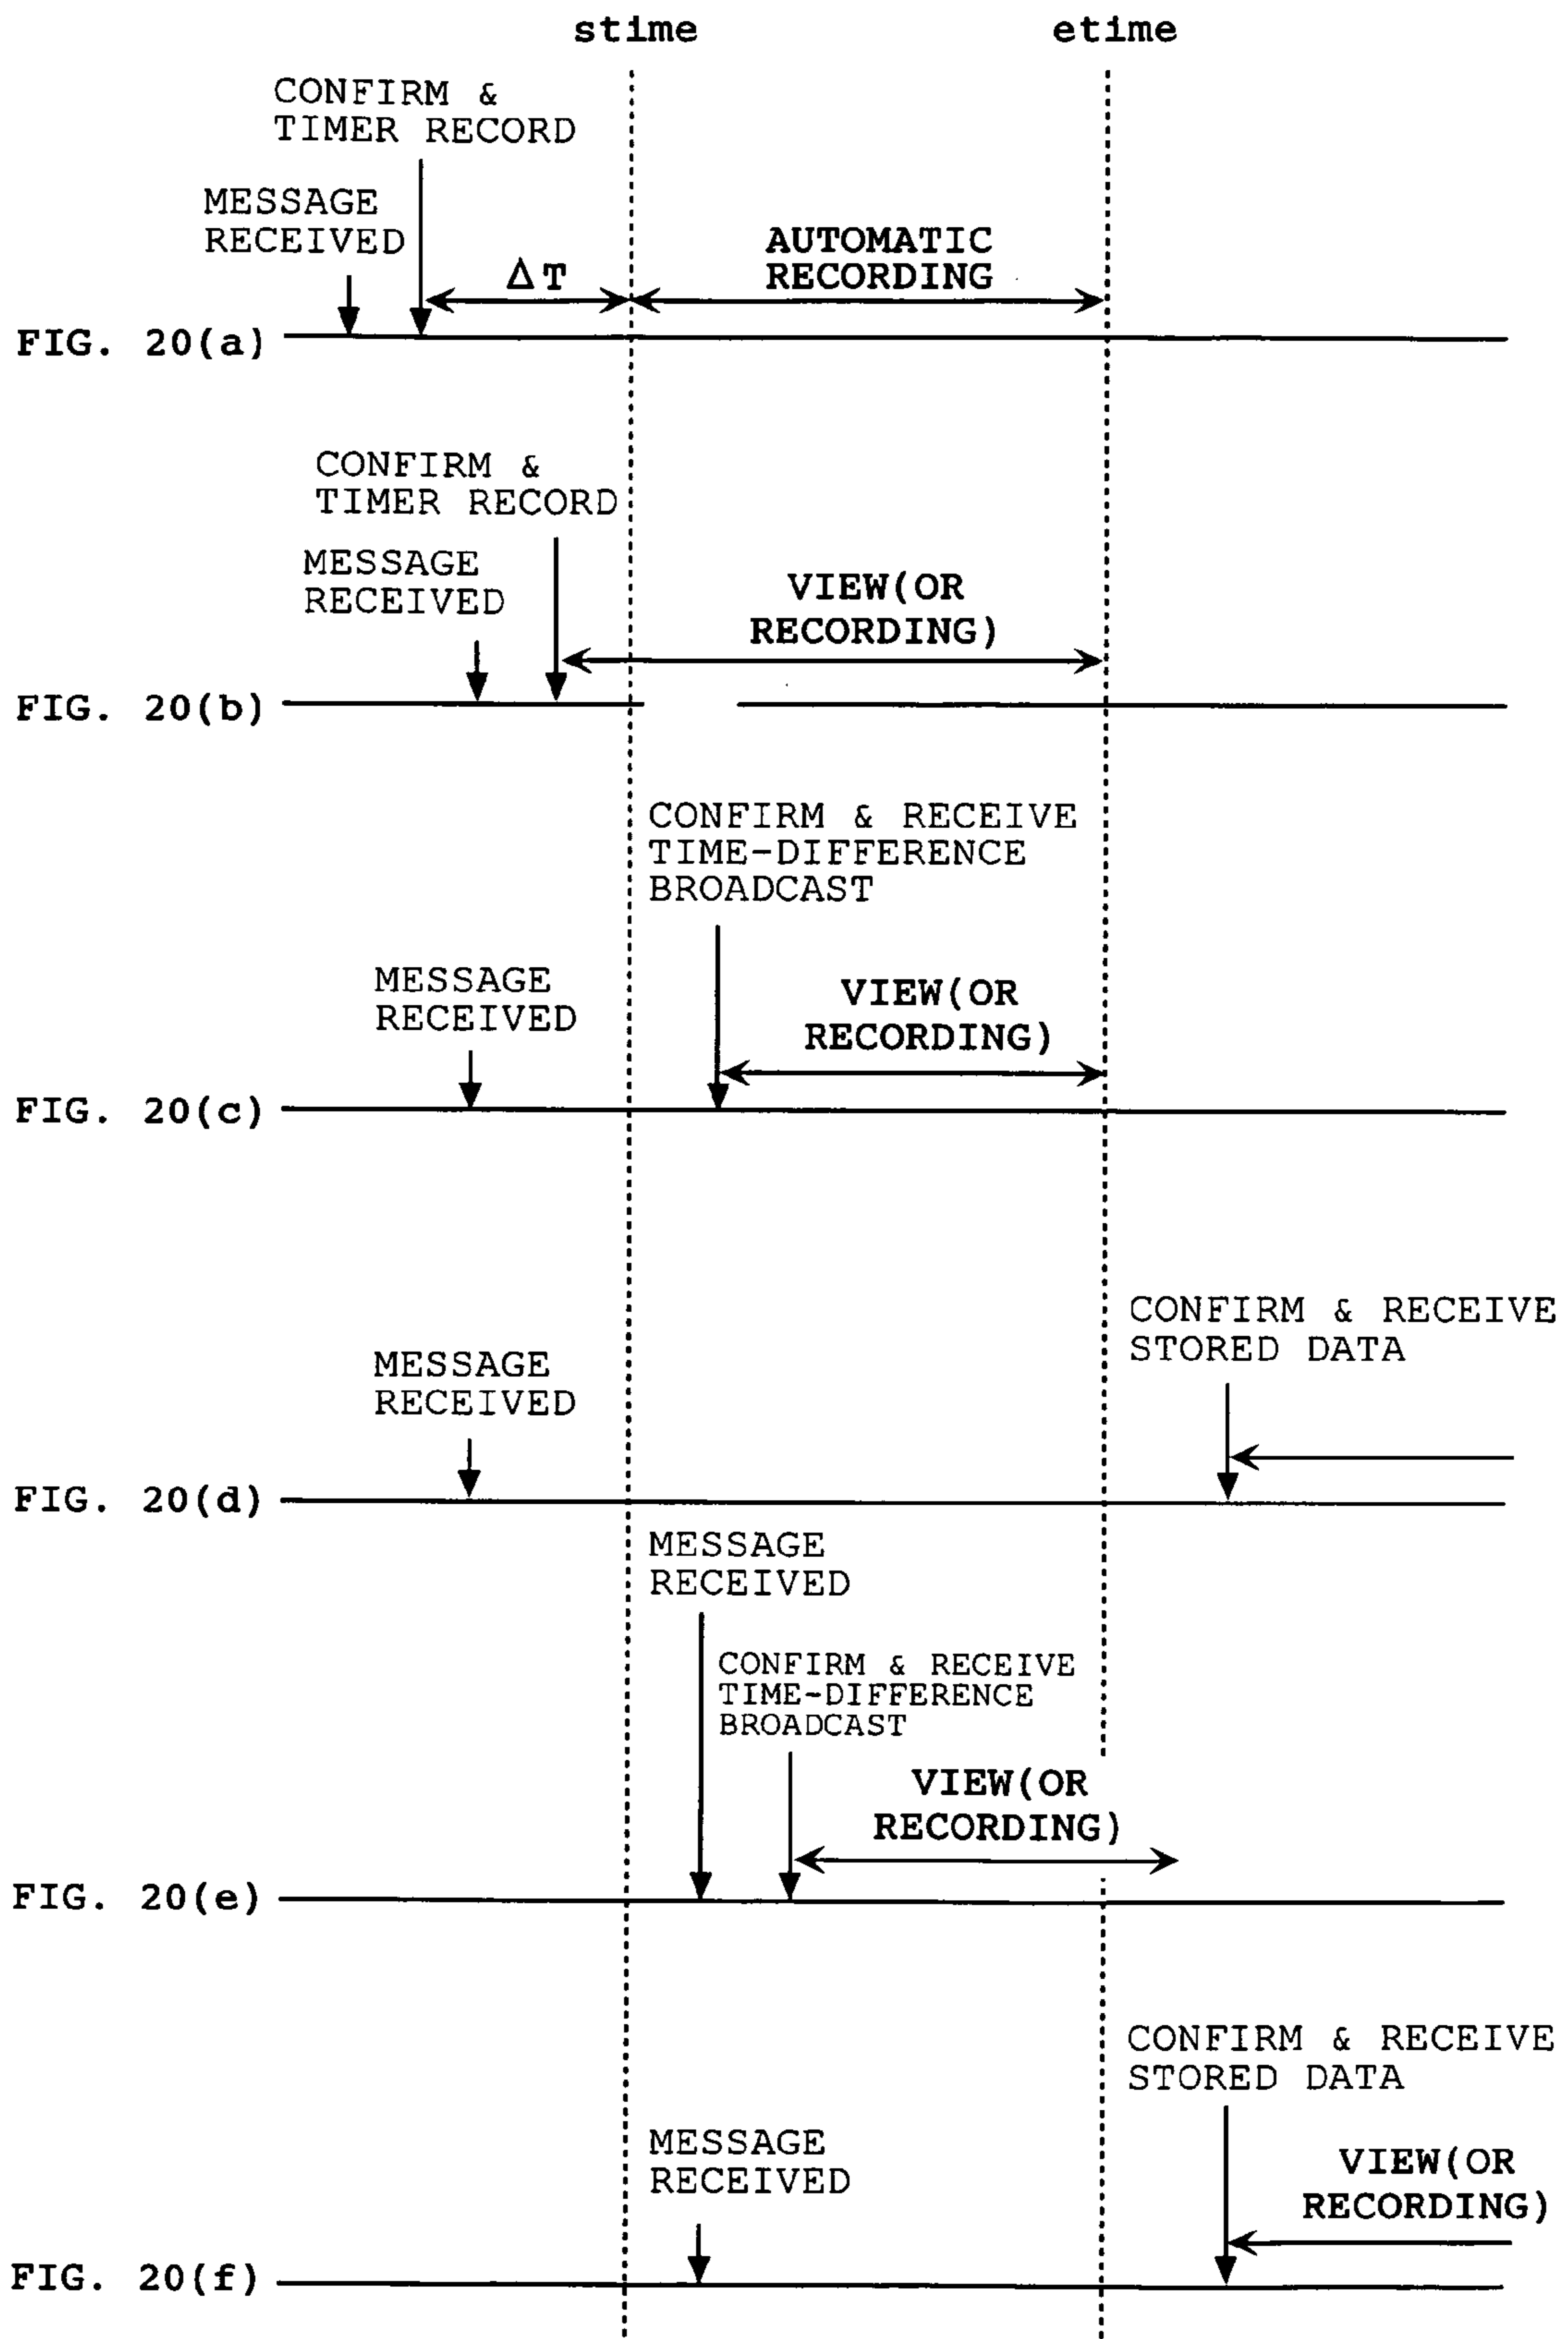 stime etime
CONFIRM &
TIMER RECORD
MESSAGE
RECEIVED
ΔT
AUTOMATIC
RECORDING
FIG. 20(a)
CONFIRM &
TIMER RECORD
MESSAGE
RECEIVED
VIEW(OR
RECORDING)
FIG. 20(b)
CONFIRM & RECEIVE
TIME-DIFFERENCE
BROADCAST
MESSAGE
RECEIVED
VIEW(OR
RECORDING)
FIG. 20(c)
CONFIRM & RECEIVE
STORED DATA
MESSAGE
RECEIVED
FIG. 20(d)
MESSAGE
RECEIVED
CONFIRM & RECEIVE
TIME-DIFFERENCE
BROADCAST
VIEW(OR
RECORDING)
FIG. 20(e)
CONFIRM & RECEIVE
STORED DATA
MESSAGE
RECEIVED
VIEW(OR
RECORDING)
FIG. 20(f)